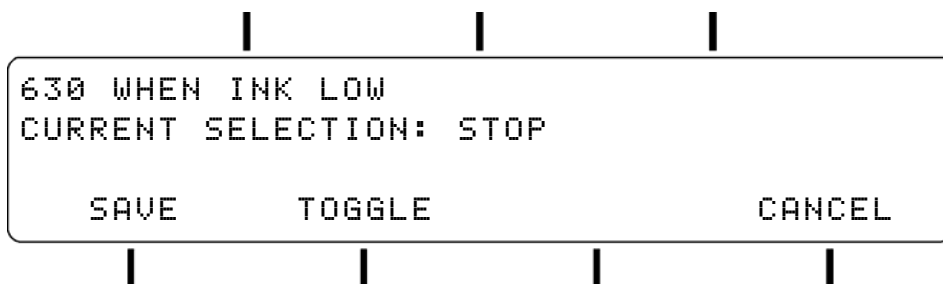 630 WHEN INK LOW
CURRENT SELECTION: STOP
SAVE TOGGLE CANCEL